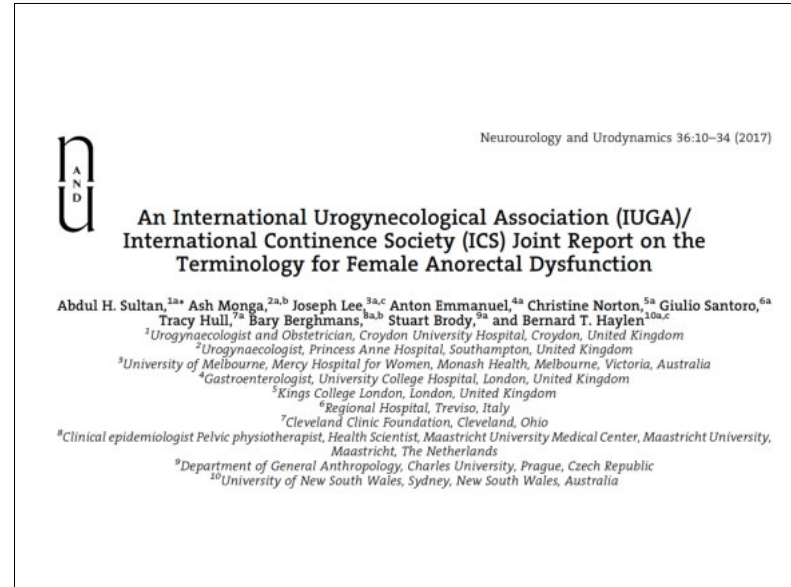 Neurourology and Urodynamics 36:10–34 (2017)
n
AND
u
An International Urogynecological Association (IUGA)/
International Continence Society (ICS) Joint Report on the
Terminology for Female Anorectal Dysfunction
Abdul H. Sultan,1a* Ash Monga,2a,b Joseph Lee,3a,c Anton Emmanuel,4a Christine Norton,5a Giulio Santoro,6a
Tracy Hull,7a Bary Berghmans,8a,b Stuart Brody,9a and Bernard T. Haylen10a,c
1Urogynaecologist and Obstetrician, Croydon University Hospital, Croydon, United Kingdom
2Urogynaecologist, Princess Anne Hospital, Southampton, United Kingdom
3University of Melbourne, Mercy Hospital for Women, Monash Health, Melbourne, Victoria, Australia
4Gastroenterologist, University College Hospital, London, United Kingdom
5Kings College London, London, United Kingdom
6Regional Hospital, Treviso, Italy
7Cleveland Clinic Foundation, Cleveland, Ohio
8Clinical epidemiologist Pelvic physiotherapist, Health Scientist, Maastricht University Medical Center, Maastricht University,
Maastricht, The Netherlands
9Department of General Anthropology, Charles University, Prague, Czech Republic
10University of New South Wales, Sydney, New South Wales, Australia